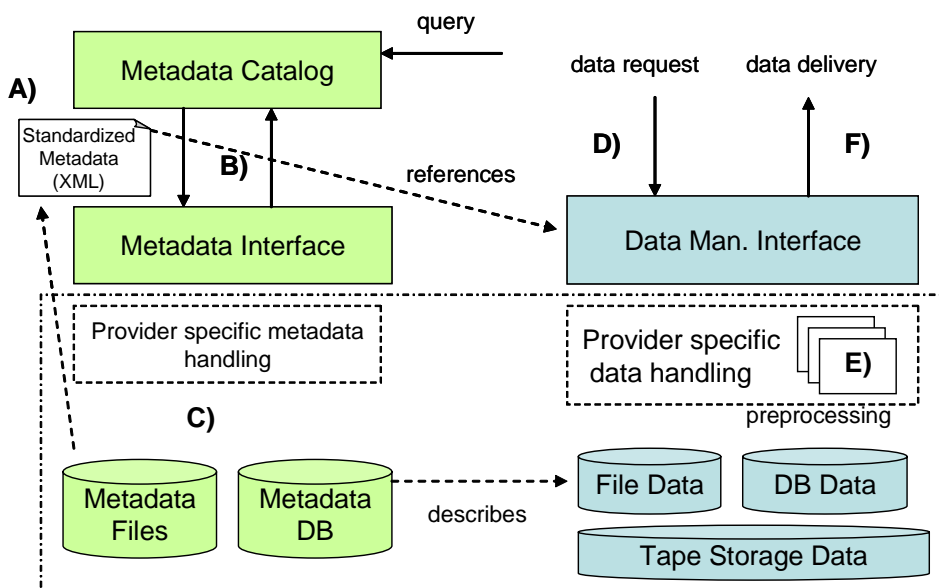 query
Metadata Catalog
data request
data delivery
A)
Standardized
Metadata
(XML)
B)
D)
F)
references
Metadata Interface
Data Man. Interface
Provider specific metadata
handling
Provider specific
data handling
E)
preprocessing
C)
Metadata
Files
Metadata
DB
describes
File Data
DB Data
Tape Storage Data